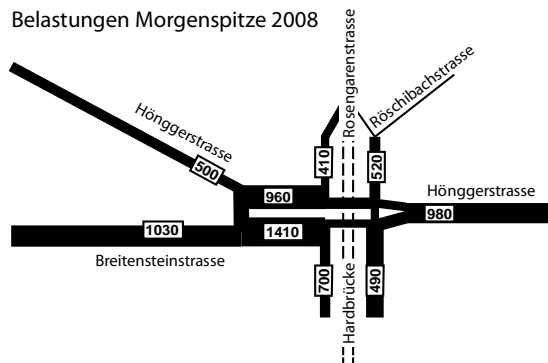 Belastungen Morgenspitze 2008
Rosengarenstrasse
Röschibachstrasse
Hönggerstrasse
500
410
520
960
Hönggerstrasse
980
1030
1410
Breitensteinstrasse
700
Hardbrücke
490